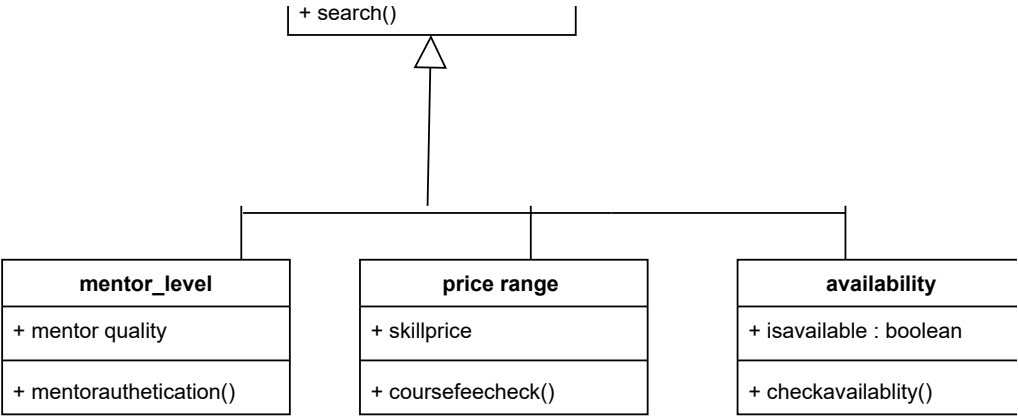 + search()
mentor_level
+ mentor quality
+ mentorauthetication()
price range
+ skillprice
+ coursefeecheck()
availability
+ isavailable : boolean
+ checkavailablity()